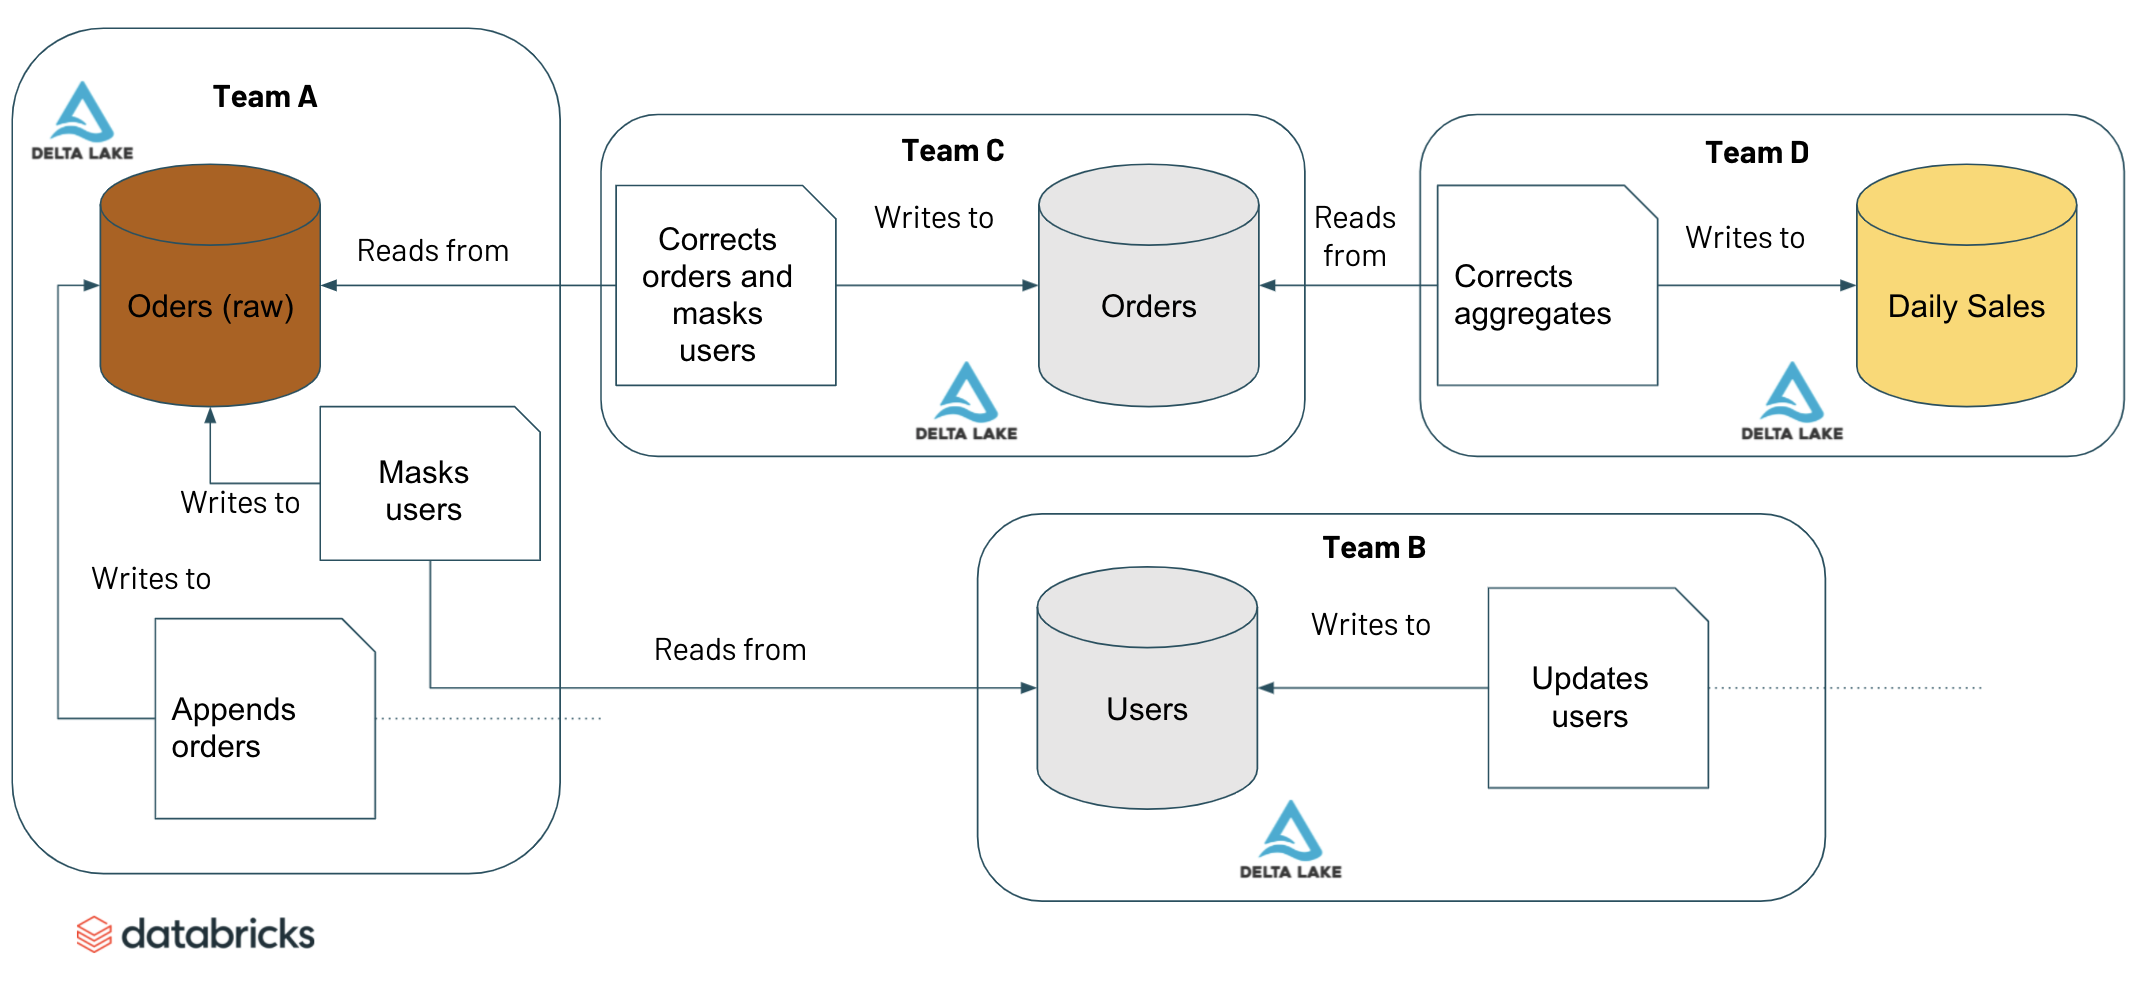 Team A
DELTA LAKE
Oders (raw)
Reads from
Masks
users
Writes to
Writes to
Appends
orders
Team C
Corrects
orders and
masks
users
Writes to
Orders
DELTA LAKE
Reads
from
Team D
Corrects
aggregates
Writes to
Daily Sales
DELTA LAKE
Reads from
Team B
Users
Writes to
Updates
users
DELTA LAKE
databricks